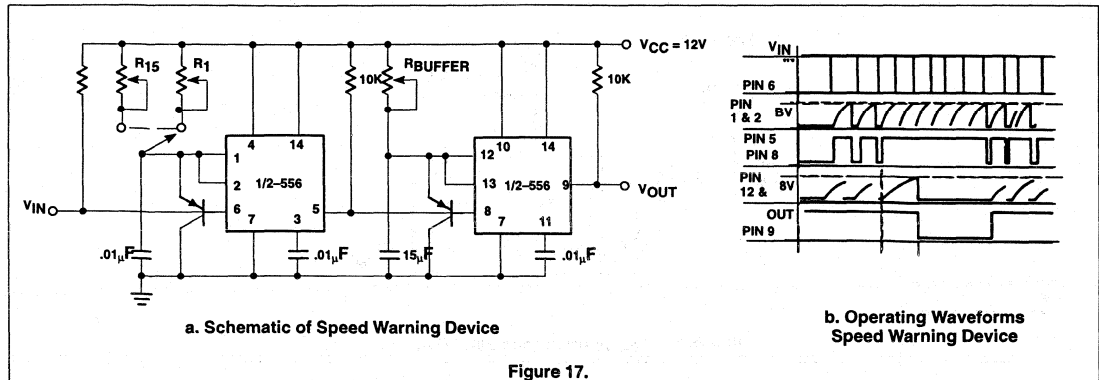 VCC = 12V
R15
R1
10K
RBUFFER
10K
4
14
10
14
1
2
1/2–556
6
7
3
5
12
13
1/2–556
9
8
7
11
VOUT
VIN
.01µF
.01µF
15µF
.01µF
a. Schematic of Speed Warning Device
VIN
PIN 6
PIN
1 & 2
BV
PIN 5
PIN 8
PIN
12 &
8V
OUT
PIN 9
b. Operating Waveforms
Speed Warning Device
Figure 17.